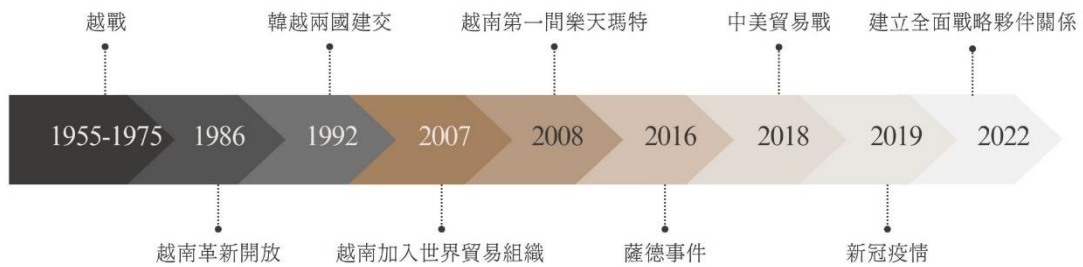 越戰
韓越兩國建交
越南第一間樂天瑪特
中美貿易戰
建立全面戰略夥伴關係
1955-1975
1986
1992
2007
2008
2016
2018
2019
2022
越南革新開放
越南加入世界貿易組織
薩德事件
新冠疫情